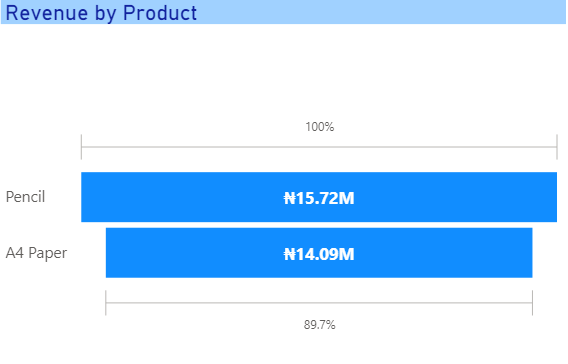 Revenue by Product
100%
Pencil
₦15.72M
A4 Paper
₦14.09M
89.7%